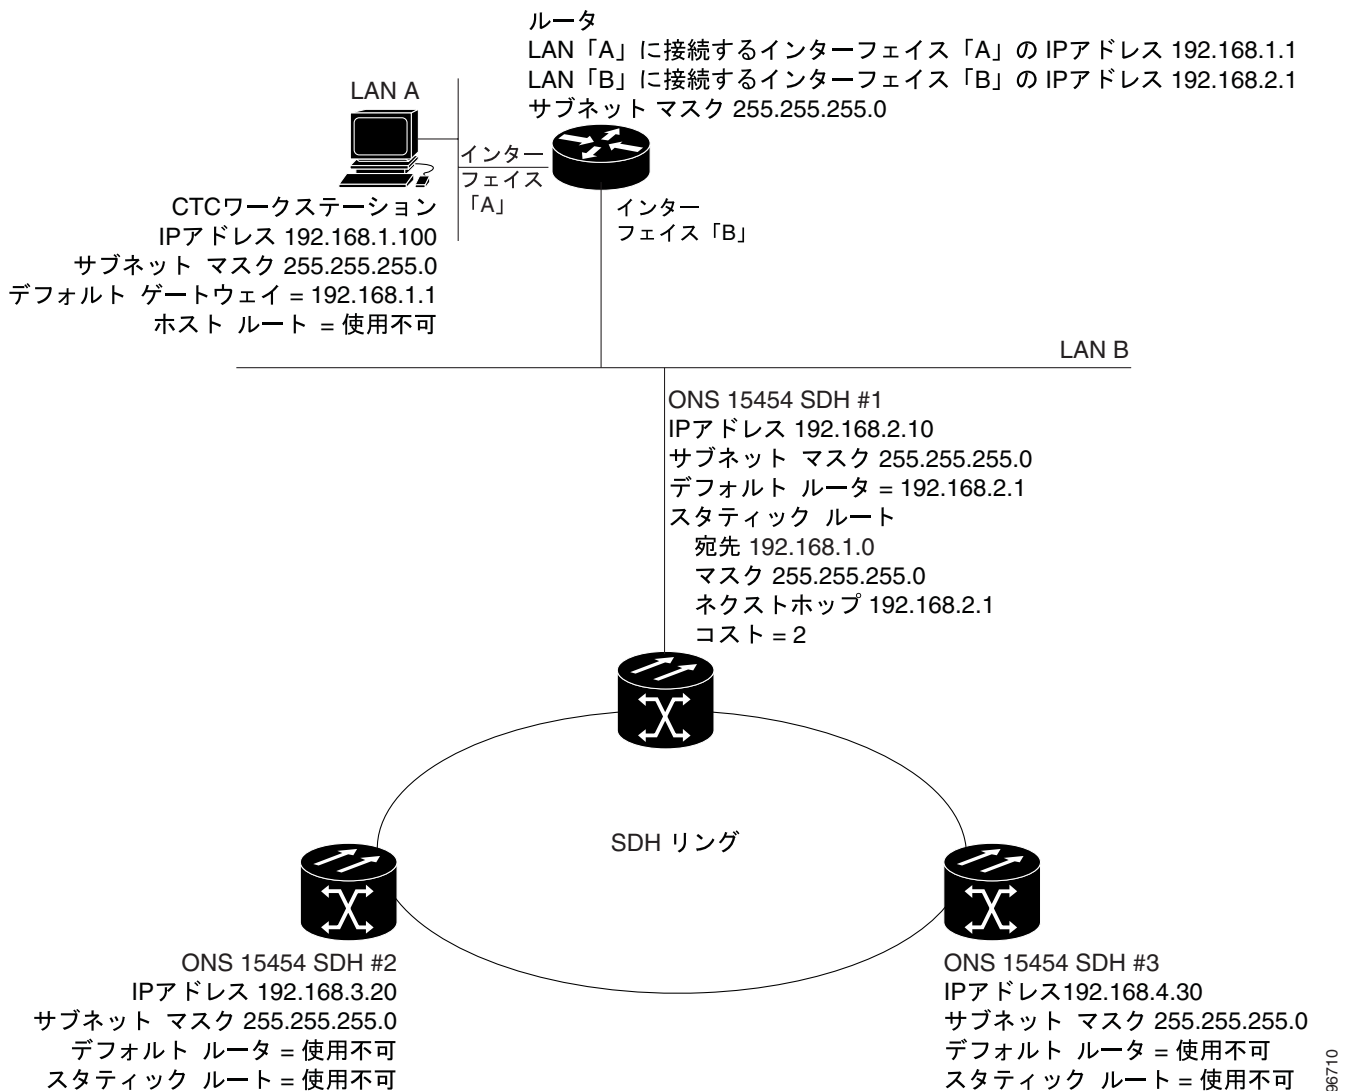 ルータ
LAN「A」に接続するインターフェイス「A」の IPアドレス 192.168.1.1
LAN「B」に接続するインターフェイス「B」の IPアドレス 192.168.2.1
サブネット マスク 255.255.255.0
LAN A
インター
フェイス
「A」
CTCワークステーション
IPアドレス 192.168.1.100
サブネット マスク 255.255.255.0
デフォルト ゲートウェイ = 192.168.1.1
ホスト ルート = 使用不可
インター
フェイス「B」
LAN B
ONS 15454 SDH #1
IPアドレス 192.168.2.10
サブネット マスク 255.255.255.0
デフォルト ルータ = 192.168.2.1
スタティック ルート
宛先 192.168.1.0
マスク 255.255.255.0
ネクストホップ 192.168.2.1
コスト = 2
SDH リング
ONS 15454 SDH #2
IPアドレス 192.168.3.20
サブネット マスク 255.255.255.0
デフォルト ルータ = 使用不可
スタティック ルート = 使用不可
ONS 15454 SDH #3
IPアドレス192.168.4.30
サブネット マスク 255.255.255.0
デフォルト ルータ = 使用不可
スタティック ルート = 使用不可
96710